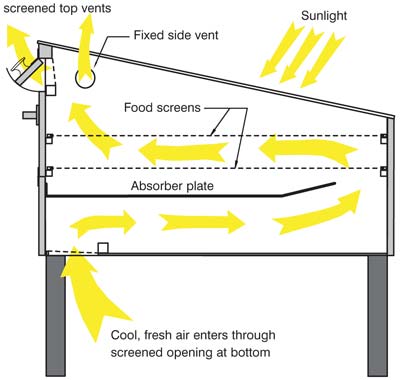 screened top vents
Sunlight
Fixed side vent
Food screens
Absorber plate
Cool, fresh air enters through
screened opening at bottom